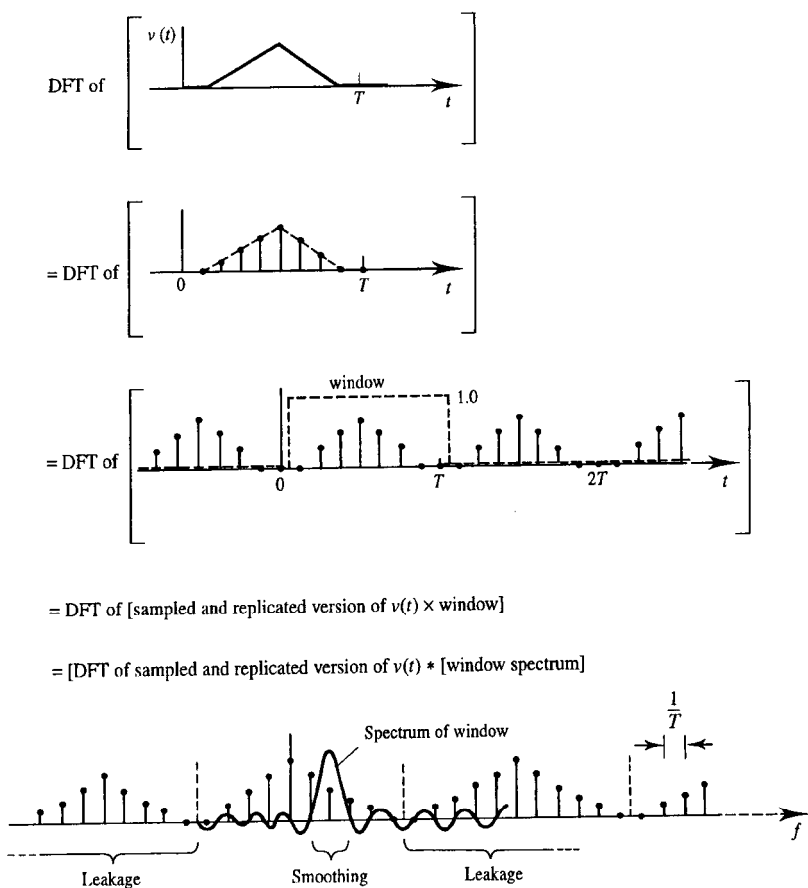 v (t)
DFT of
T
t
= DFT of
0
T
t
window
1.0
= DFT of
0
T
2T
t
= DFT of [sampled and replicated version of v(t) × window]
= [DFT of sampled and replicated version of v(t) * [window spectrum]
1
T
Spectrum of window
f
Leakage
Smoothing
Leakage